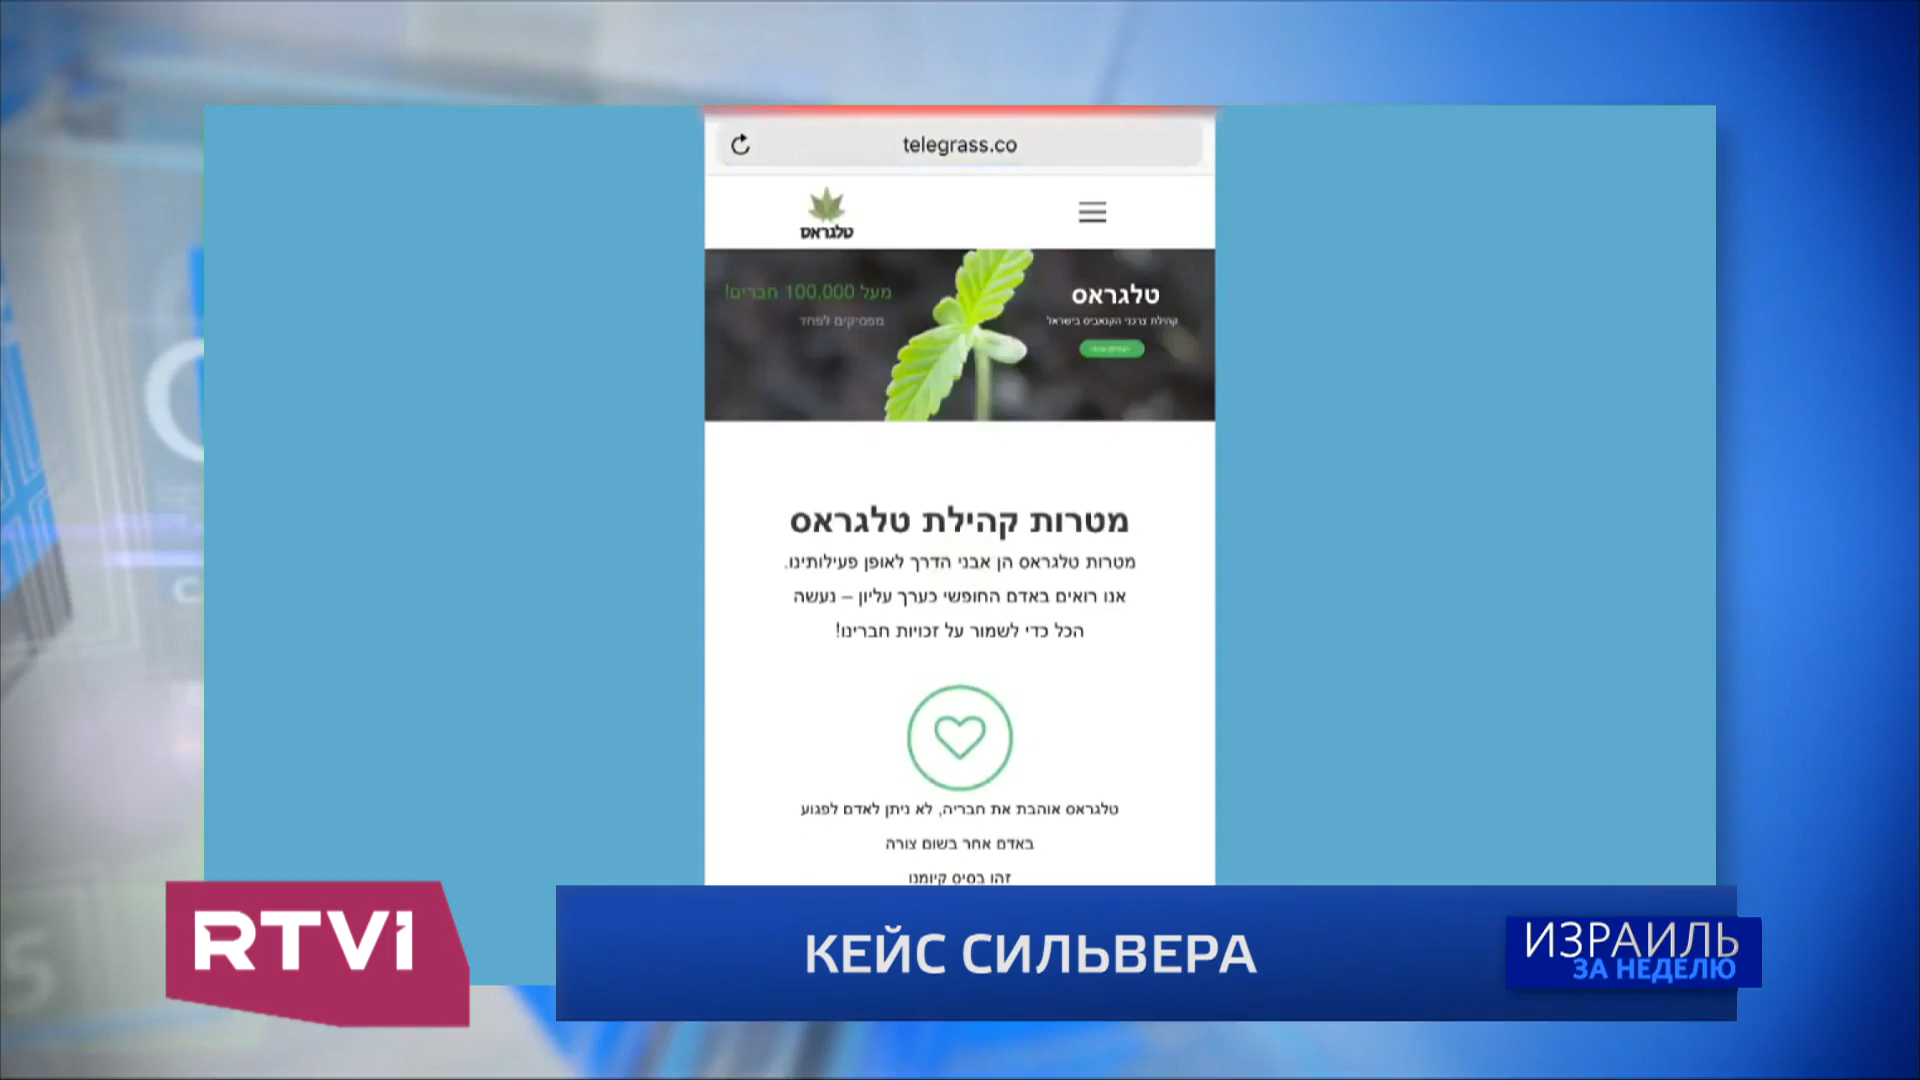 telegrass.co
טלגראס
מעל 100,000 חברים!
מפסיקים לפחד
טלגראס
קהילת צרכני הקנאביס בישראל
מטרות קהילת טלגראס
מטרות טלגראס הן אבני הדרך לאופן פעילותינו.
אנו רואים באדם החופשי כערך עליון – נעשה
הכל כדי לשמור על זכויות חברינו!
טלגראס אוהבת את חבריה, לא ניתן לאדם לפגוע
באדם אחר בשום צורה
זהו בסיס קיומנו
RTVI
КЕЙС СИЛЬВЕРА
ИЗРАИЛЬ
ЗА НЕДЕЛЮ